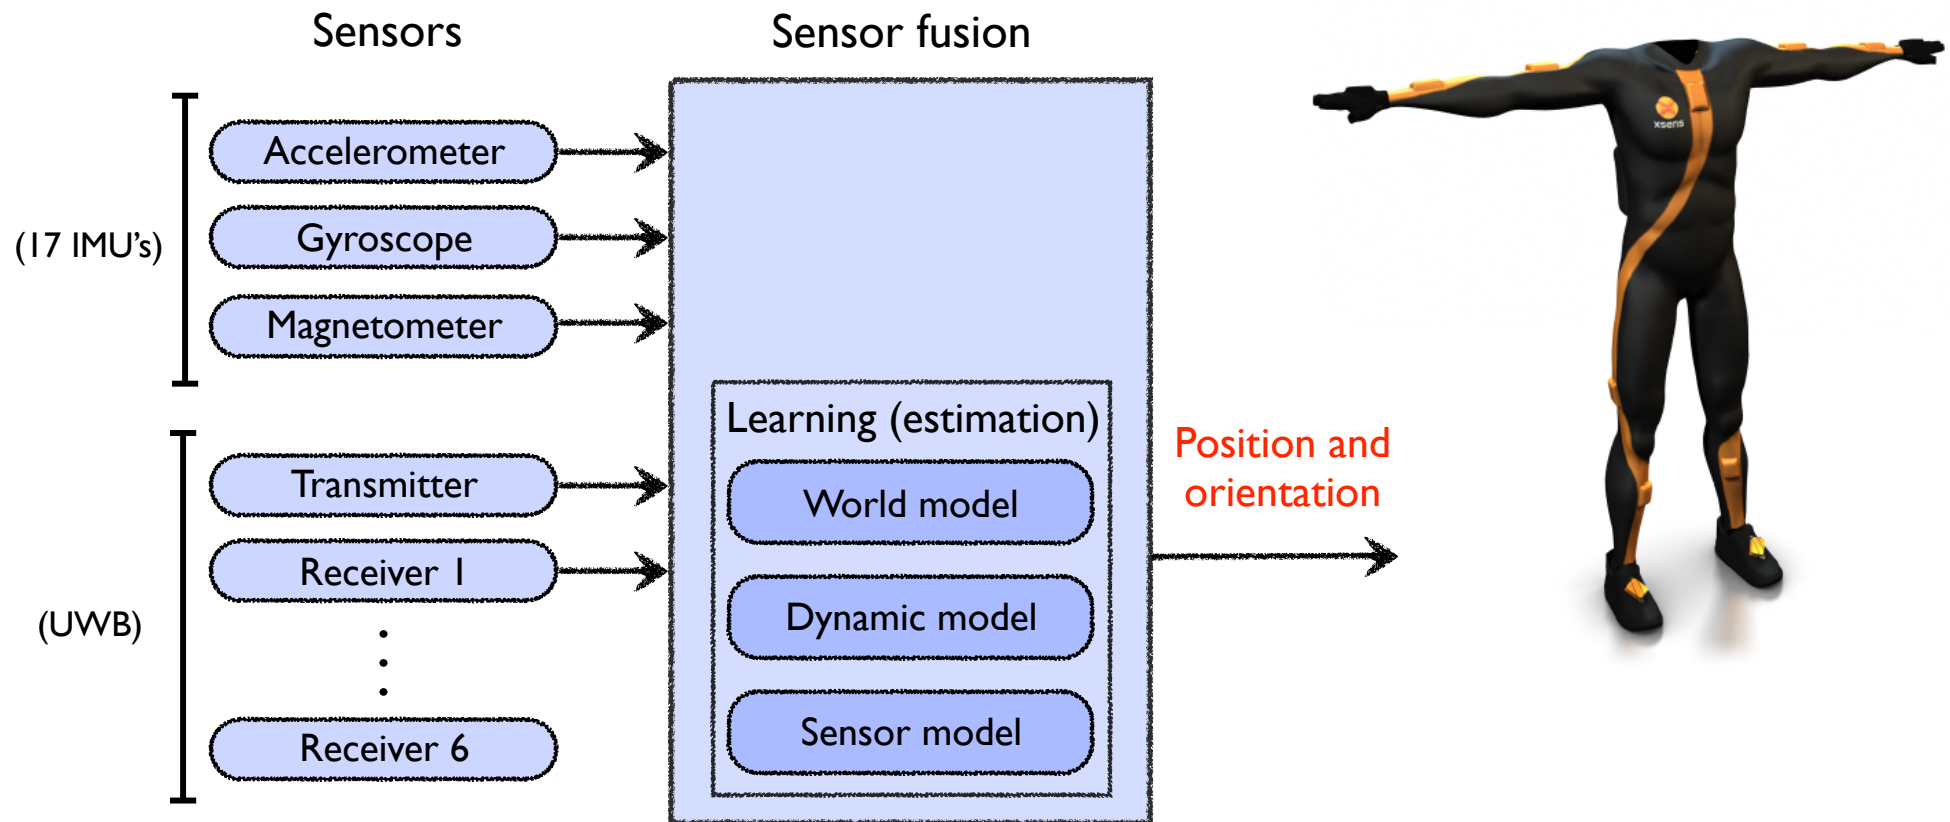 Sensors
Sensor fusion
(17 IMU's)
Accelerometer
Gyroscope
Magnetometer
(UWB)
Transmitter
Receiver 1
Receiver 6
Learning (estimation)
World model
Dynamic model
Sensor model
Position and
orientation
xsens